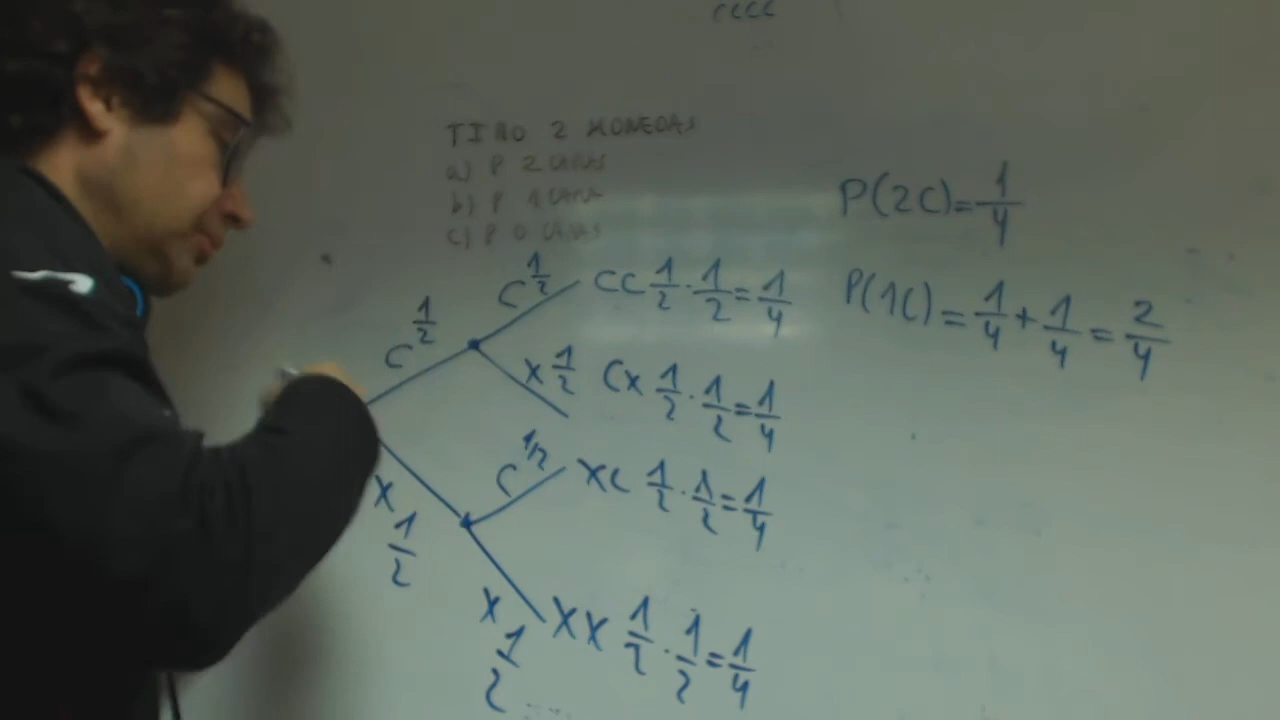 CCCC
TIRO 2 MONEDAS
a) P 2 CARAS
b) P 1 CARA
c) P 0 CARAS
P(2C)=1/4
P(1C)=1/4+1/4=2/4
C 1/2
C 1/2
CC 1/2·1/2=1/4
X 1/2
CX 1/2·1/2=1/4
X 1/2
C 1/2
XC 1/2·1/2=1/4
X 1/2
XX 1/2·1/2=1/4